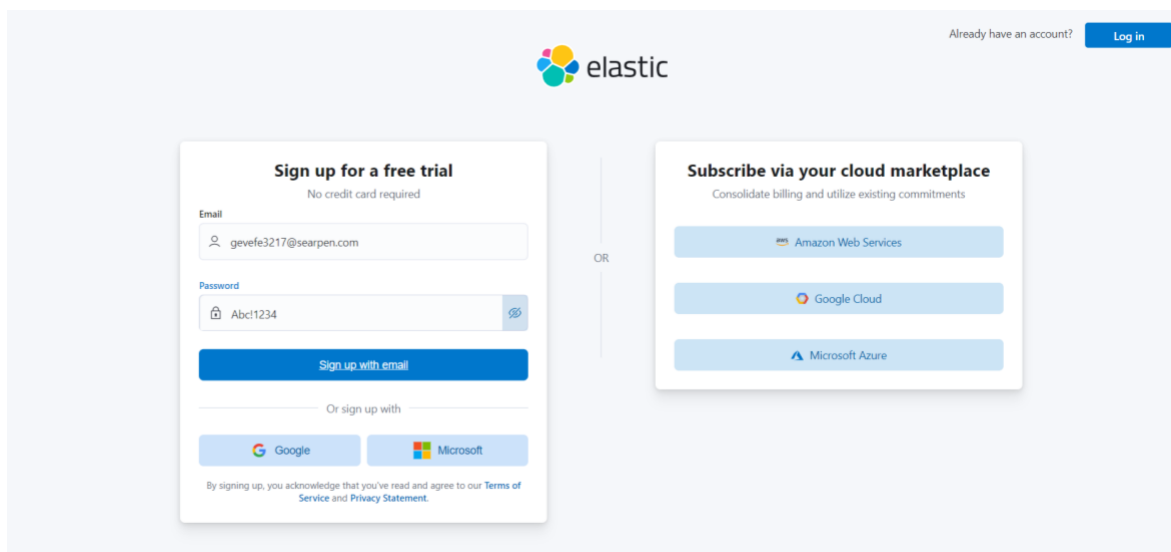 Already have an account?
Log in
elastic
Sign up for a free trial
No credit card required
Email
gevefe3217@searpen.com
Password
Abc!1234
Sign up with email
Or sign up with
Google
Microsoft
By signing up, you acknowledge that you've read and agree to our Terms of
Service and Privacy Statement.
OR
Subscribe via your cloud marketplace
Consolidate billing and utilize existing commitments
aws Amazon Web Services
Google Cloud
Microsoft Azure